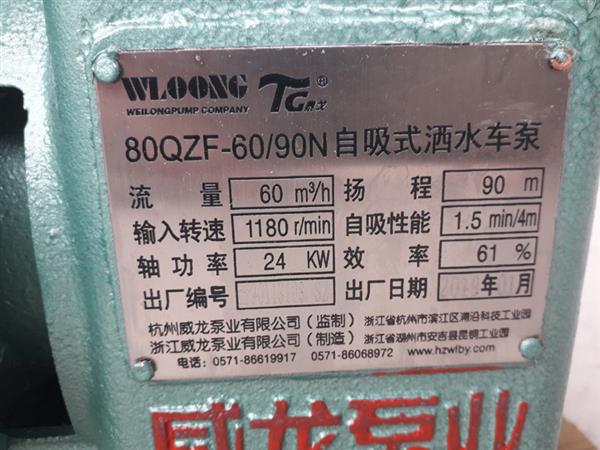 WLOONG TG ®
WEILONGPUMP COMPANY
80QZF-60/90N 自吸式洒水车泵
流 量 60 m³/h 扬 程 90 m
输入转速 1180 r/min 自吸性能 1.5 min/4m
轴功率 24 KW 效 率 61 %
出厂编号 出厂日期 年 月
杭州威龙泵业有限公司（监制） 浙江省杭州市滨江区浦沿科技工业园
浙江威龙泵业有限公司（制造） 浙江省湖州市安吉县昆铜工业园
电话：0571-86619917 0571-86068972 www.hzwlby.com
威龙泵业